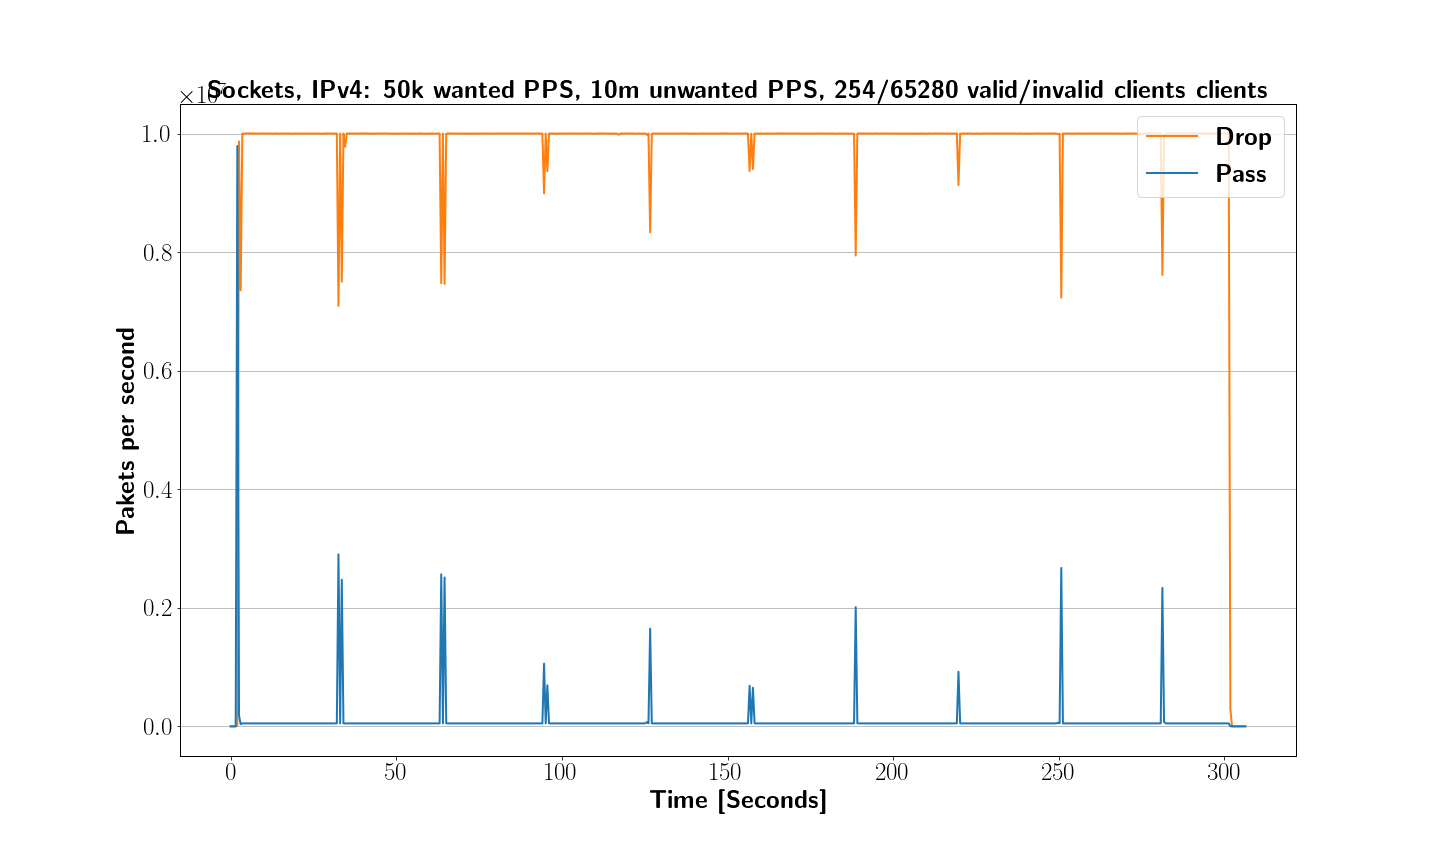 Sockets, IPv4: 50k wanted PPS, 10m unwanted PPS, 254/65280 valid/invalid clients clients
×10
1.0
0.8
0.6
0.4
0.2
0.0
Pakets per second
Drop
Pass
0 50 100 150 200 250 300
Time [Seconds]